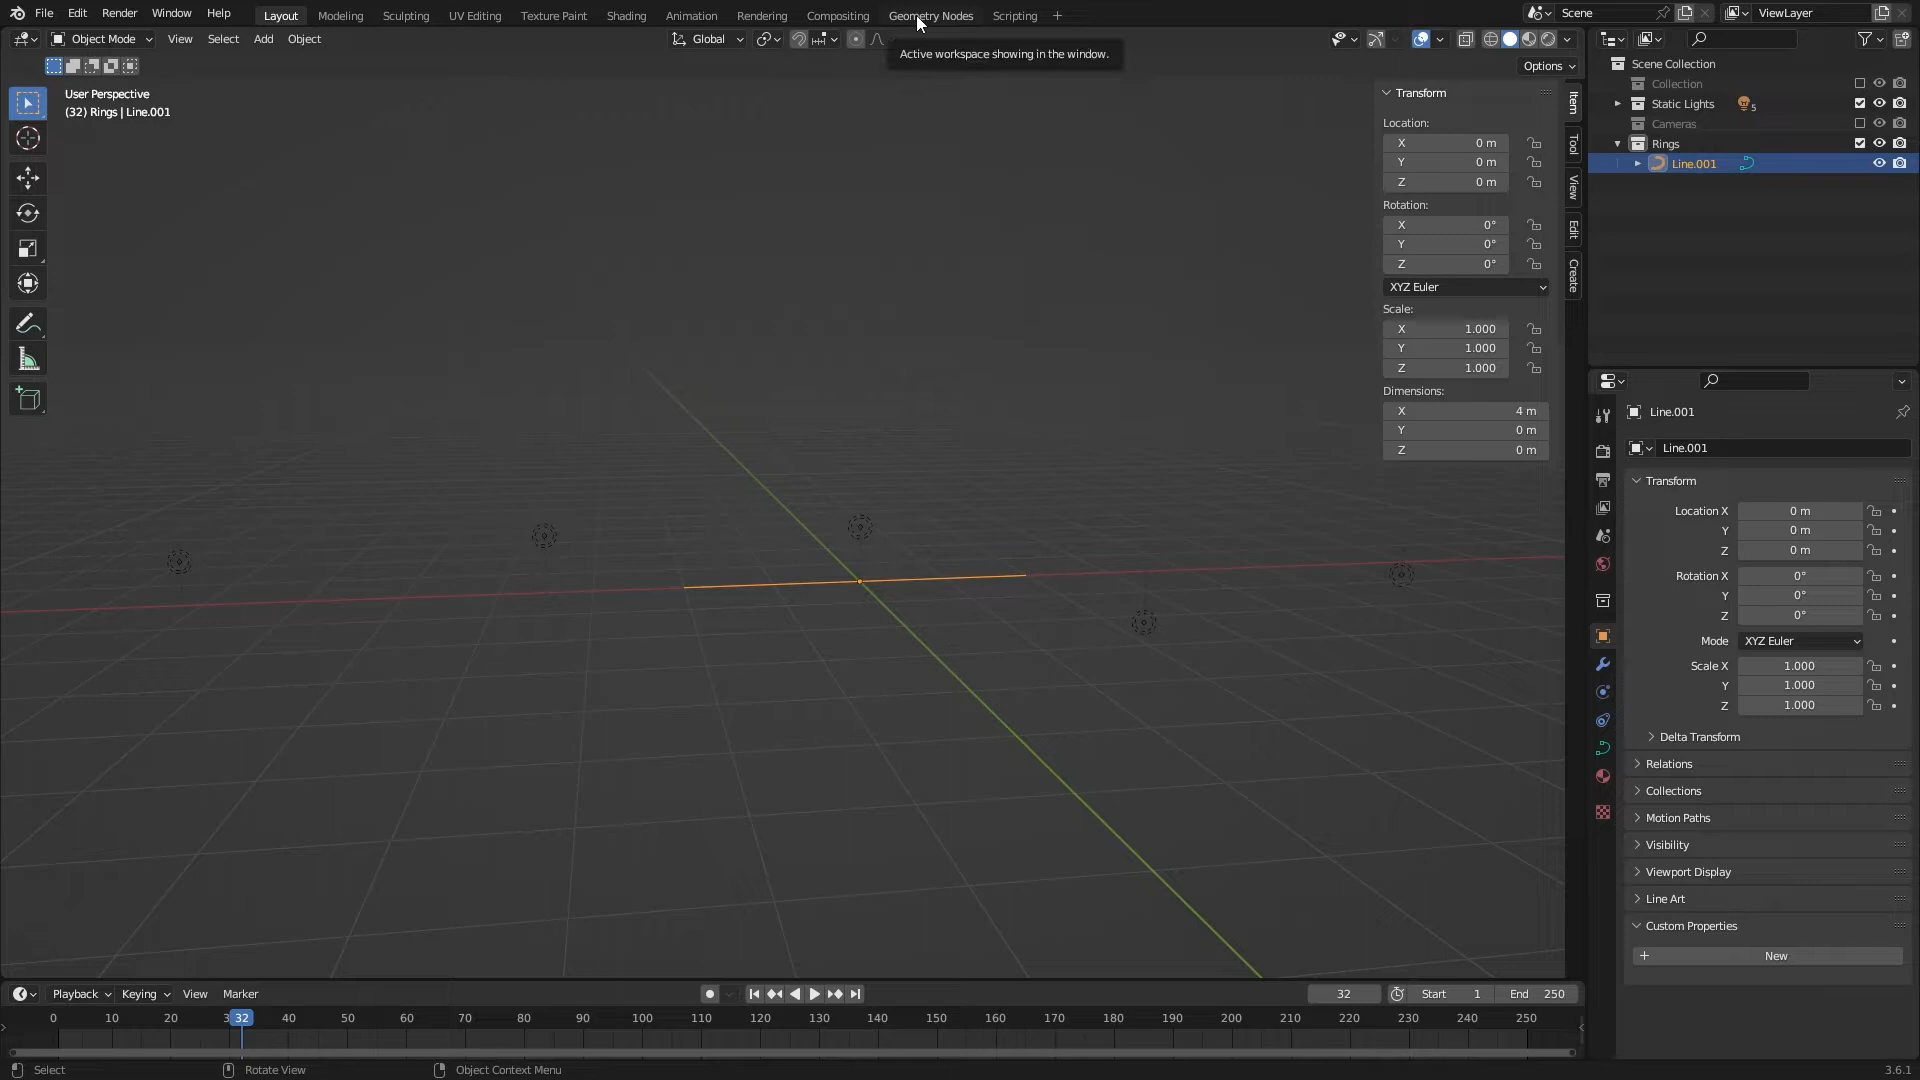 File Edit Render Window Help
Layout Modeling Sculpting UV Editing Texture Paint Shading Animation Rendering Compositing Geometry Nodes Scripting +
Scene
ViewLayer
Object Mode View Select Add Object
Global
Active workspace showing in the window.
Options
User Perspective
(32) Rings | Line.001
Transform
Location:
X 0 m
Y 0 m
Z 0 m
Rotation:
X 0°
Y 0°
Z 0°
XYZ Euler
Scale:
X 1.000
Y 1.000
Z 1.000
Dimensions:
X 4 m
Y 0 m
Z 0 m
Item
Tool
View
Edit
Create
Scene Collection
Collection
Static Lights 5
Cameras
Rings
Line.001
Line.001
Line.001
Transform
Location X 0 m
Y 0 m
Z 0 m
Rotation X 0°
Y 0°
Z 0°
Mode XYZ Euler
Scale X 1.000
Y 1.000
Z 1.000
Delta Transform
Relations
Collections
Motion Paths
Visibility
Viewport Display
Line Art
Custom Properties
+ New
Playback Keying View Marker
32 Start 1 End 250
0 10 20 3 32 40 50 60 70 80 90 100 110 120 130 140 150 160 170 180 190 200 210 220 230 240 250
Select Rotate View Object Context Menu 3.6.1